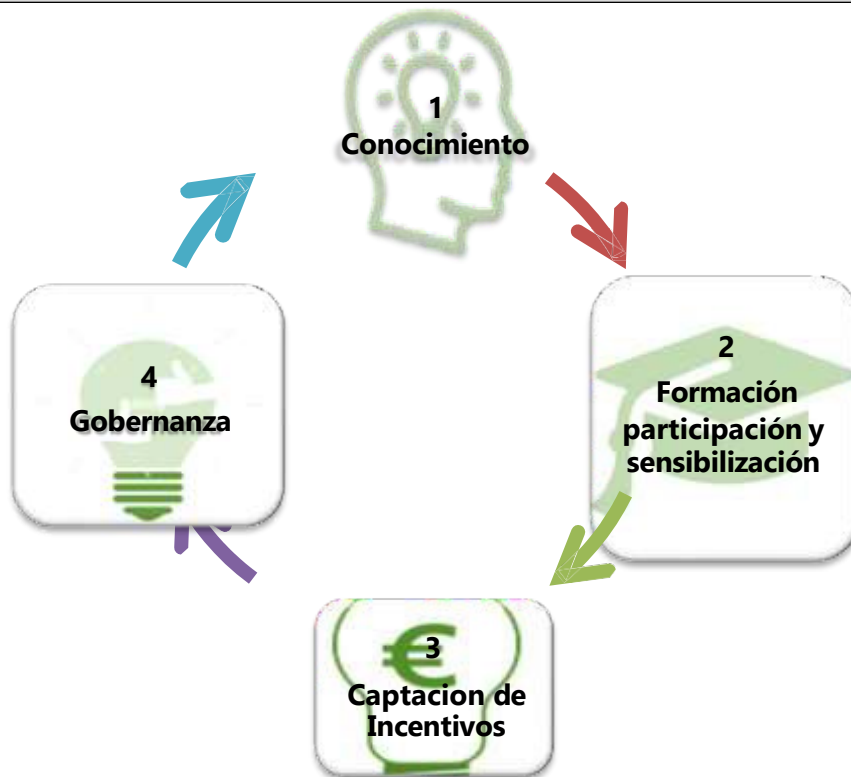 1
Conocimiento
2
Formación
participación y
sensibilización
3
Captacion de
Incentivos
4
Gobernanza